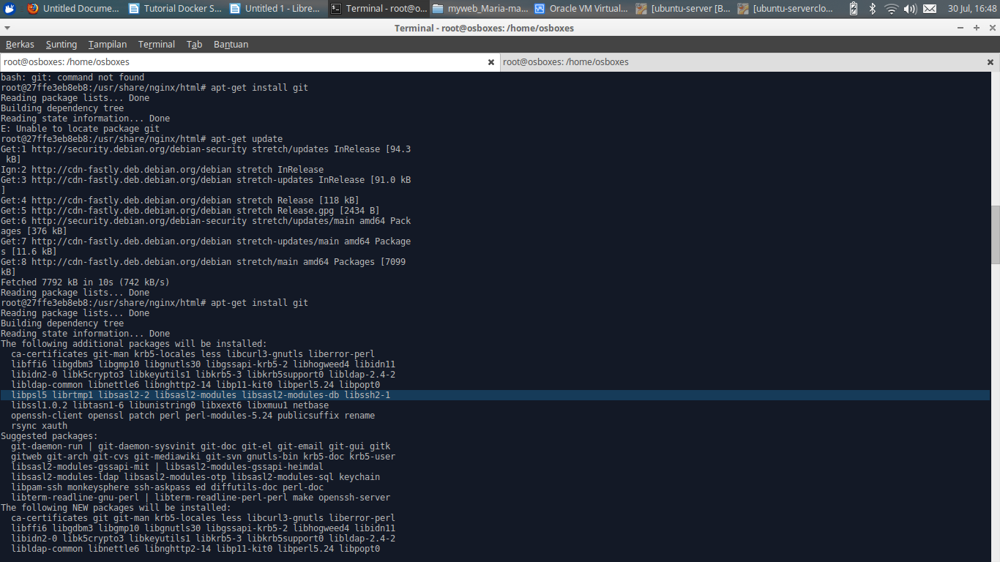 Untitled Docume...
Tutorial Docker S...
Untitled 1 - Libre...
Terminal - root@o...
myweb_Maria-ma...
Oracle VM Virtual...
[ubuntu-server [B...
[ubuntu-serverclo...
30 Jul, 16:48
Terminal - root@osboxes: /home/osboxes
Berkas Sunting Tampilan Terminal Tab Bantuan
root@osboxes: /home/osboxes
root@osboxes: /home/osboxes
bash: git: command not found
root@27ffe3eb8eb8:/usr/share/nginx/html# apt-get install git
Reading package lists... Done
Building dependency tree
Reading state information... Done
E: Unable to locate package git
root@27ffe3eb8eb8:/usr/share/nginx/html# apt-get update
Get:1 http://security.debian.org/debian-security stretch/updates InRelease [94.3
 kB]
Ign:2 http://cdn-fastly.deb.debian.org/debian stretch InRelease
Get:3 http://cdn-fastly.deb.debian.org/debian stretch-updates InRelease [91.0 kB
]
Get:4 http://cdn-fastly.deb.debian.org/debian stretch Release [118 kB]
Get:5 http://cdn-fastly.deb.debian.org/debian stretch Release.gpg [2434 B]
Get:6 http://security.debian.org/debian-security stretch/updates/main amd64 Pack
ages [376 kB]
Get:7 http://cdn-fastly.deb.debian.org/debian stretch-updates/main amd64 Package
s [11.6 kB]
Get:8 http://cdn-fastly.deb.debian.org/debian stretch/main amd64 Packages [7099
kB]
Fetched 7792 kB in 10s (742 kB/s)
Reading package lists... Done
root@27ffe3eb8eb8:/usr/share/nginx/html# apt-get install git
Reading package lists... Done
Building dependency tree
Reading state information... Done
The following additional packages will be installed:
  ca-certificates git-man krb5-locales less libcurl3-gnutls liberror-perl
  libffi6 libgdbm3 libgmp10 libgnutls30 libgssapi-krb5-2 libhogweed4 libidn11
  libidn2-0 libk5crypto3 libkeyutils1 libkrb5-3 libkrb5support0 libldap-2.4-2
  libldap-common libnettle6 libnghttp2-14 libp11-kit0 libperl5.24 libpopt0
  libpsl5 librtmp1 libsasl2-2 libsasl2-modules libsasl2-modules-db libssh2-1
  libssl1.0.2 libtasn1-6 libunistring0 libxext6 libxmuu1 netbase
  openssh-client openssl patch perl perl-modules-5.24 publicsuffix rename
  rsync xauth
Suggested packages:
  git-daemon-run | git-daemon-sysvinit git-doc git-el git-email git-gui gitk
  gitweb git-arch git-cvs git-mediawiki git-svn gnutls-bin krb5-doc krb5-user
  libsasl2-modules-gssapi-mit | libsasl2-modules-gssapi-heimdal
  libsasl2-modules-ldap libsasl2-modules-otp libsasl2-modules-sql keychain
  libpam-ssh monkeysphere ssh-askpass ed diffutils-doc perl-doc
  libterm-readline-gnu-perl | libterm-readline-perl-perl make openssh-server
The following NEW packages will be installed:
  ca-certificates git git-man krb5-locales less libcurl3-gnutls liberror-perl
  libffi6 libgdbm3 libgmp10 libgnutls30 libgssapi-krb5-2 libhogweed4 libidn11
  libidn2-0 libk5crypto3 libkeyutils1 libkrb5-3 libkrb5support0 libldap-2.4-2
  libldap-common libnettle6 libnghttp2-14 libp11-kit0 libperl5.24 libpopt0